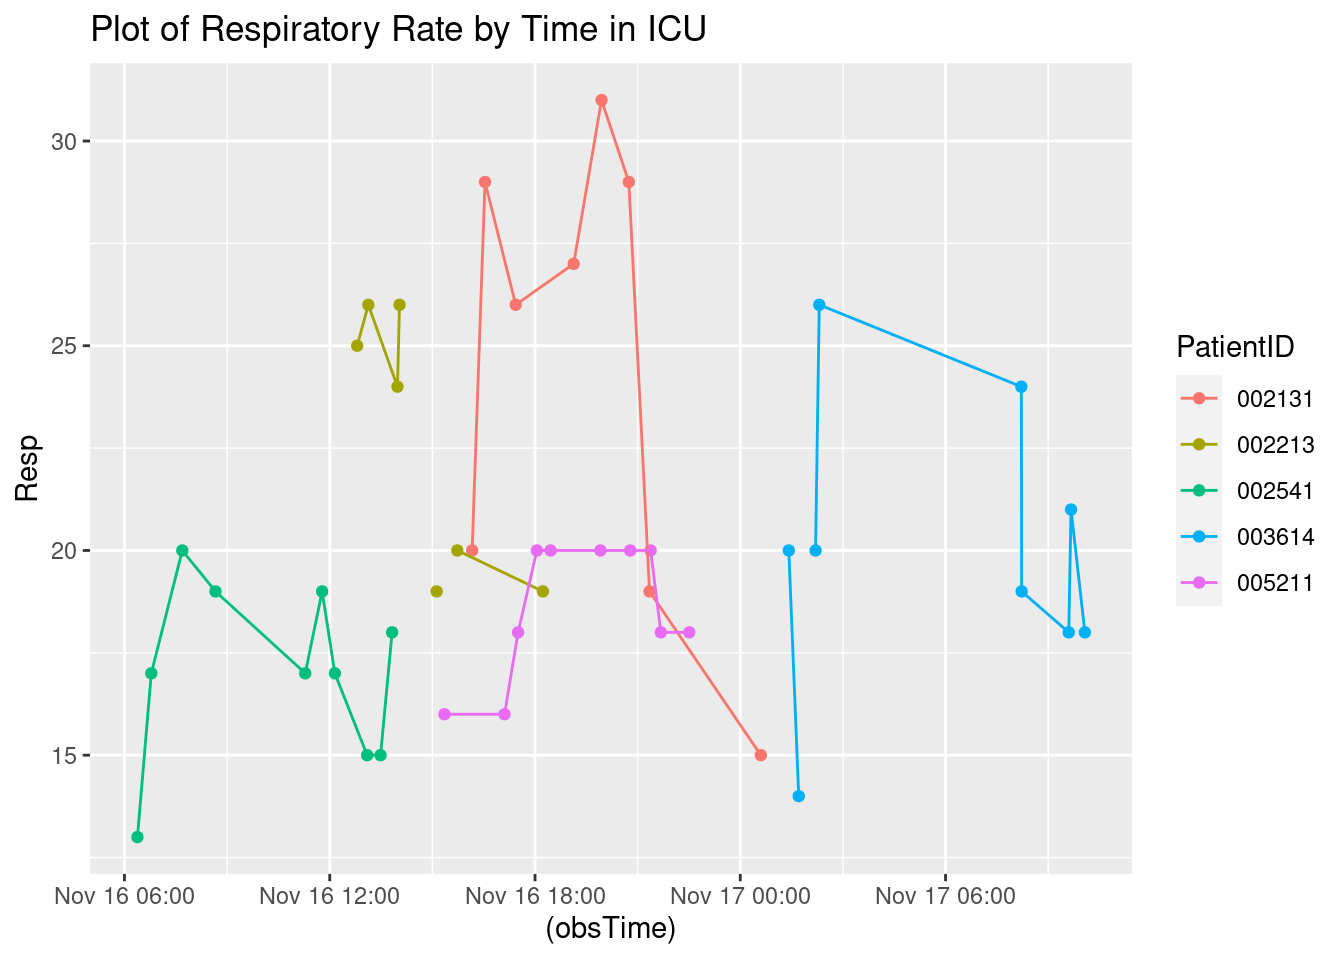 Plot of Respiratory Rate by Time in ICU
30
25
20
15
Resp
Nov 16 06:00 Nov 16 12:00 Nov 16 18:00 Nov 17 00:00 Nov 17 06:00
(obsTime)
PatientID
002131
002213
002541
003614
005211